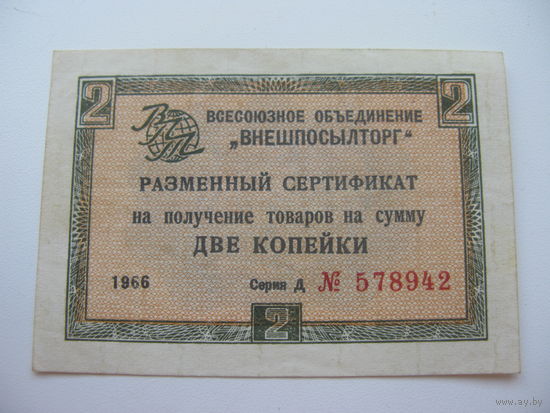 2 2
ВПТ
ВСЕСОЮЗНОЕ ОБЪЕДИНЕНИЕ
„ВНЕШПОСЫЛТОРГ“
РАЗМЕННЫЙ СЕРТИФИКАТ
на получение товаров на сумму
ДВЕ КОПЕЙКИ
1966 Серия Д № 578942
2
www.ay.by